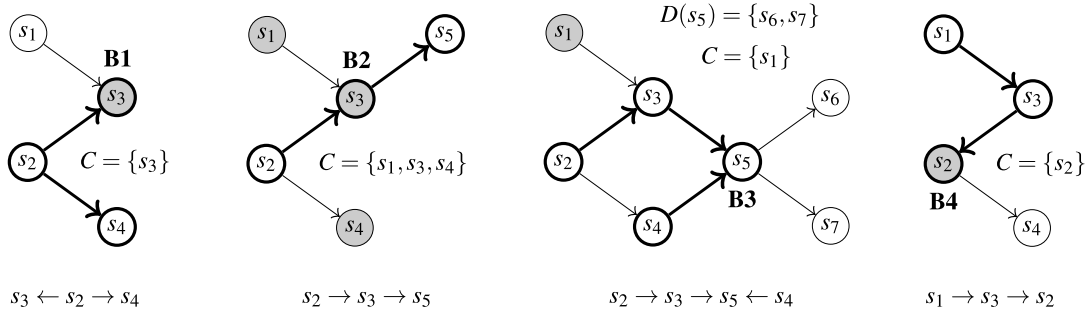 s₁
B1
s₃
s₂
C = {s₃}
s₄
s₃ ← s₂ → s₄
s₁
s₅
B2
s₃
s₂
C = {s₁, s₃, s₄}
s₄
s₂ → s₃ → s₅
D(s₅) = {s₆, s₇}
s₁
C = {s₁}
s₃
s₆
s₂
s₅
B3
s₄
s₇
s₂ → s₃ → s₅ ← s₄
s₁
s₃
s₂
C = {s₂}
B4
s₄
s₁ → s₃ → s₂